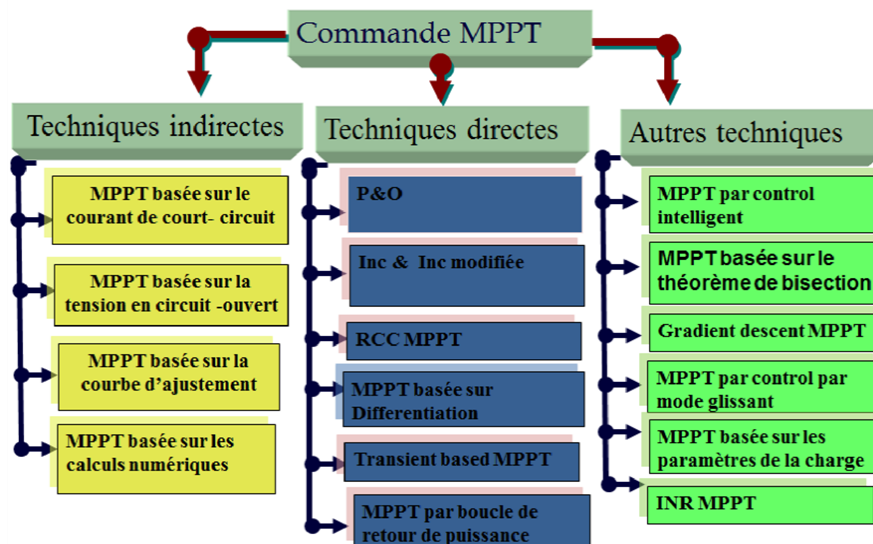 Commande MPPT
Techniques indirectes
MPPT basée sur le
courant de court- circuit
MPPT basée sur la
tension en circuit -ouvert
MPPT basée sur la
courbe d'ajustement
MPPT basée sur les
calculs numériques
Techniques directes
P&O
Inc & Inc modifiée
RCC MPPT
MPPT basée sur
Differentiation
Transient based MPPT
MPPT par boucle de
retour de puissance
Autres techniques
MPPT par control
intelligent
MPPT basée sur le
théorème de bisection
Gradient descent MPPT
MPPT par control par
mode glissant
MPPT basée sur les
paramètres de la charge
INR MPPT